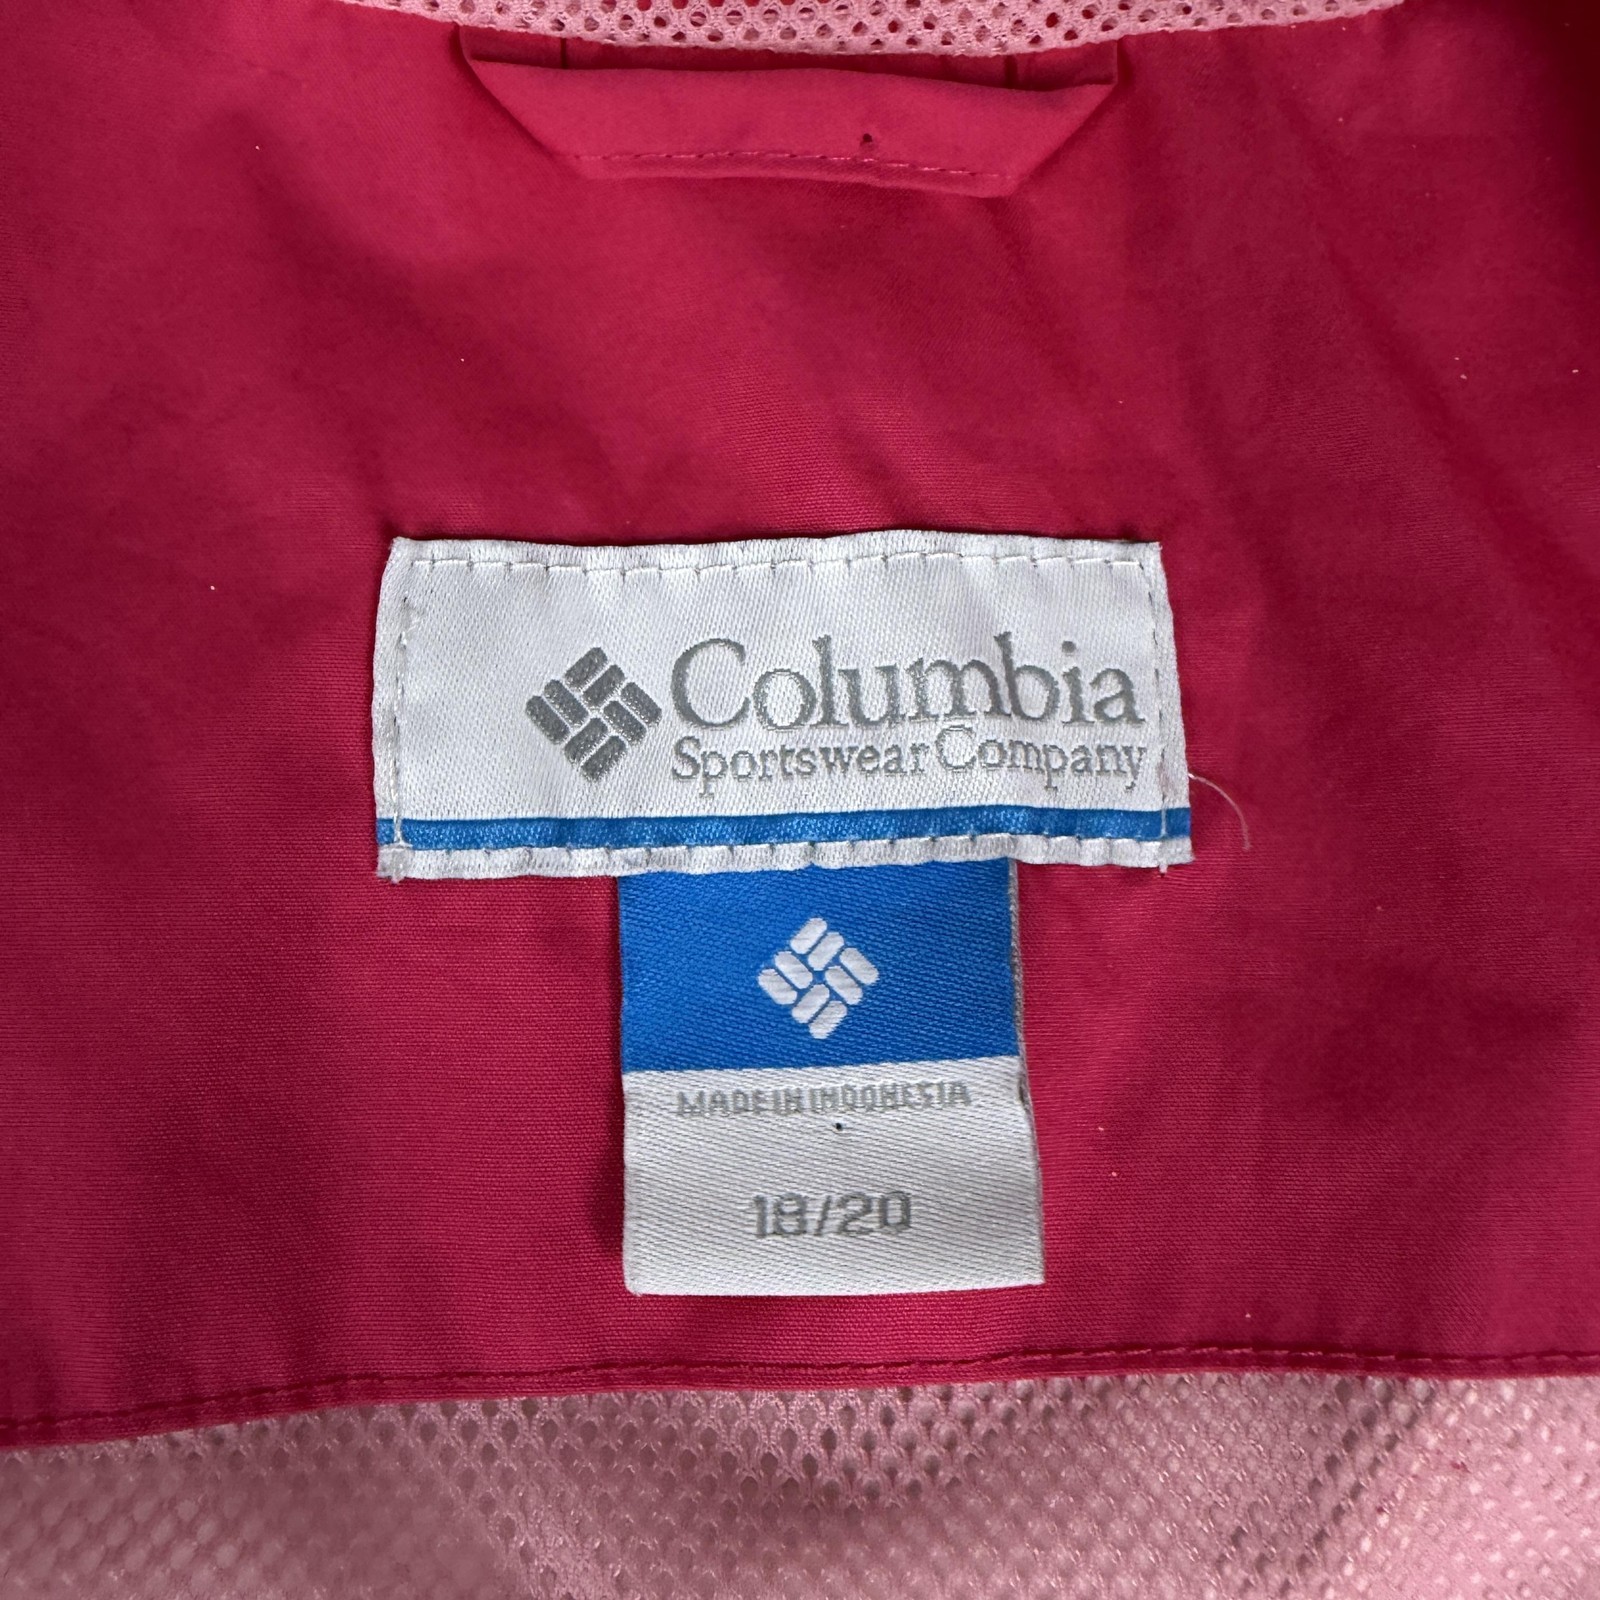 Columbia
Sportswear Company
MADE IN INDONESIA
18/20